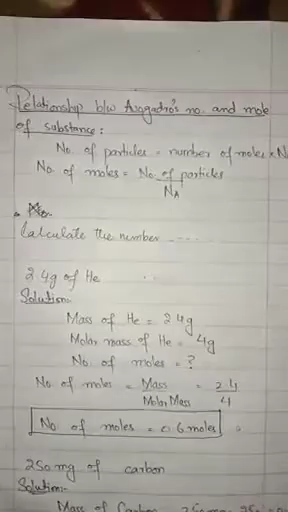 Relationship b/w Avagadro's no. and mole
of substance:
No. of particles = number of moles × N
No. of moles = No. of particles
NA
Calculate the number ----
2.4g of He
Solution:-
Mass of He = 2.4g
Molar mass of He = 4g
No. of moles = ?
No. of moles = Mass = 2.4
Molar Mass 4
No. of moles = 0.6 moles
250 mg of carbon
Solution:-
Mass of Carbon